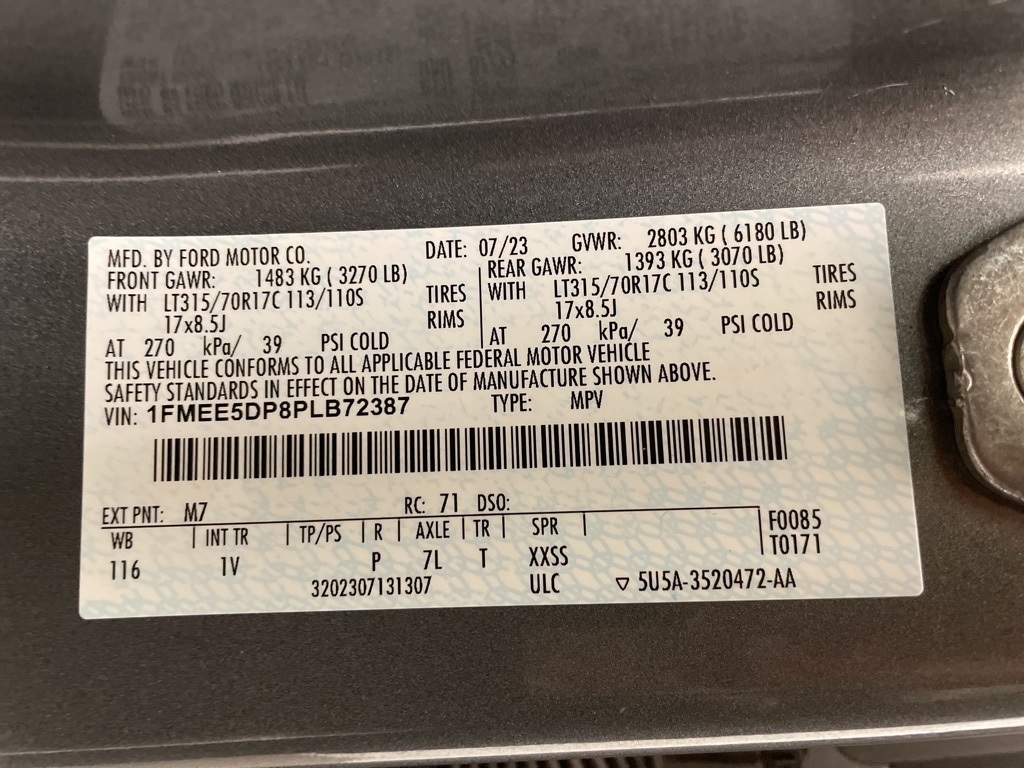 MFD. BY FORD MOTOR CO. DATE: 07/23 GVWR: 2803 KG ( 6180 LB)
FRONT GAWR: 1483 KG ( 3270 LB) REAR GAWR: 1393 KG ( 3070 LB)
WITH LT315/70R17C 113/110S TIRES WITH LT315/70R17C 113/110S TIRES
17x8.5J RIMS 17x8.5J RIMS
AT 270 kPa/ 39 PSI COLD AT 270 kPa/ 39 PSI COLD
THIS VEHICLE CONFORMS TO ALL APPLICABLE FEDERAL MOTOR VEHICLE
SAFETY STANDARDS IN EFFECT ON THE DATE OF MANUFACTURE SHOWN ABOVE.
VIN: 1FMEE5DP8PLB72387 TYPE: MPV
EXT PNT: M7 RC: 71 DSO:
WB INT TR TP/PS R AXLE TR SPR F0085
116 1V P 7L T XXSS T0171
3202307131307 ULC ▽ 5U5A-3520472-AA